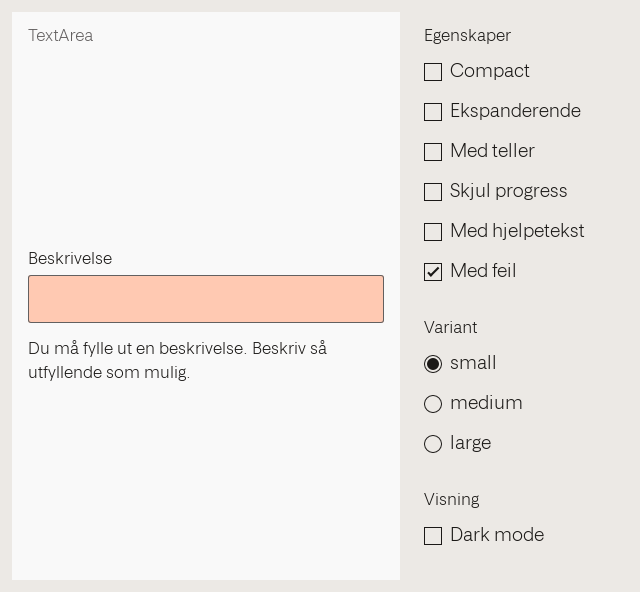 TextArea
Beskrivelse
Du må fylle ut en beskrivelse. Beskriv så
utfyllende som mulig.
Egenskaper
Compact
Ekspanderende
Med teller
Skjul progress
Med hjelpetekst
Med feil
Variant
small
medium
large
Visning
Dark mode